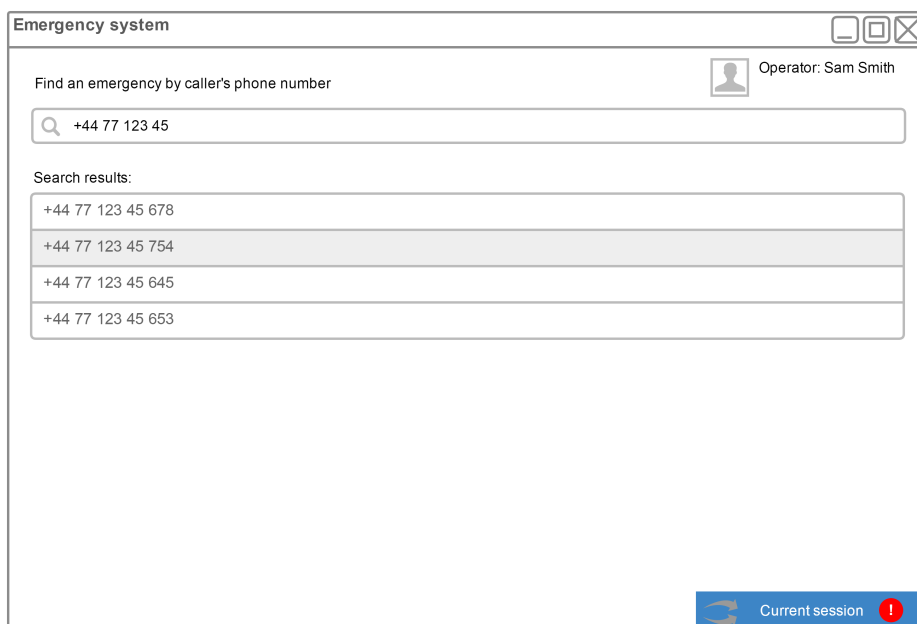 Emergency system
Operator: Sam Smith
Find an emergency by caller's phone number
+44 77 123 45
Search results:
+44 77 123 45 678
+44 77 123 45 754
+44 77 123 45 645
+44 77 123 45 653
Current session !